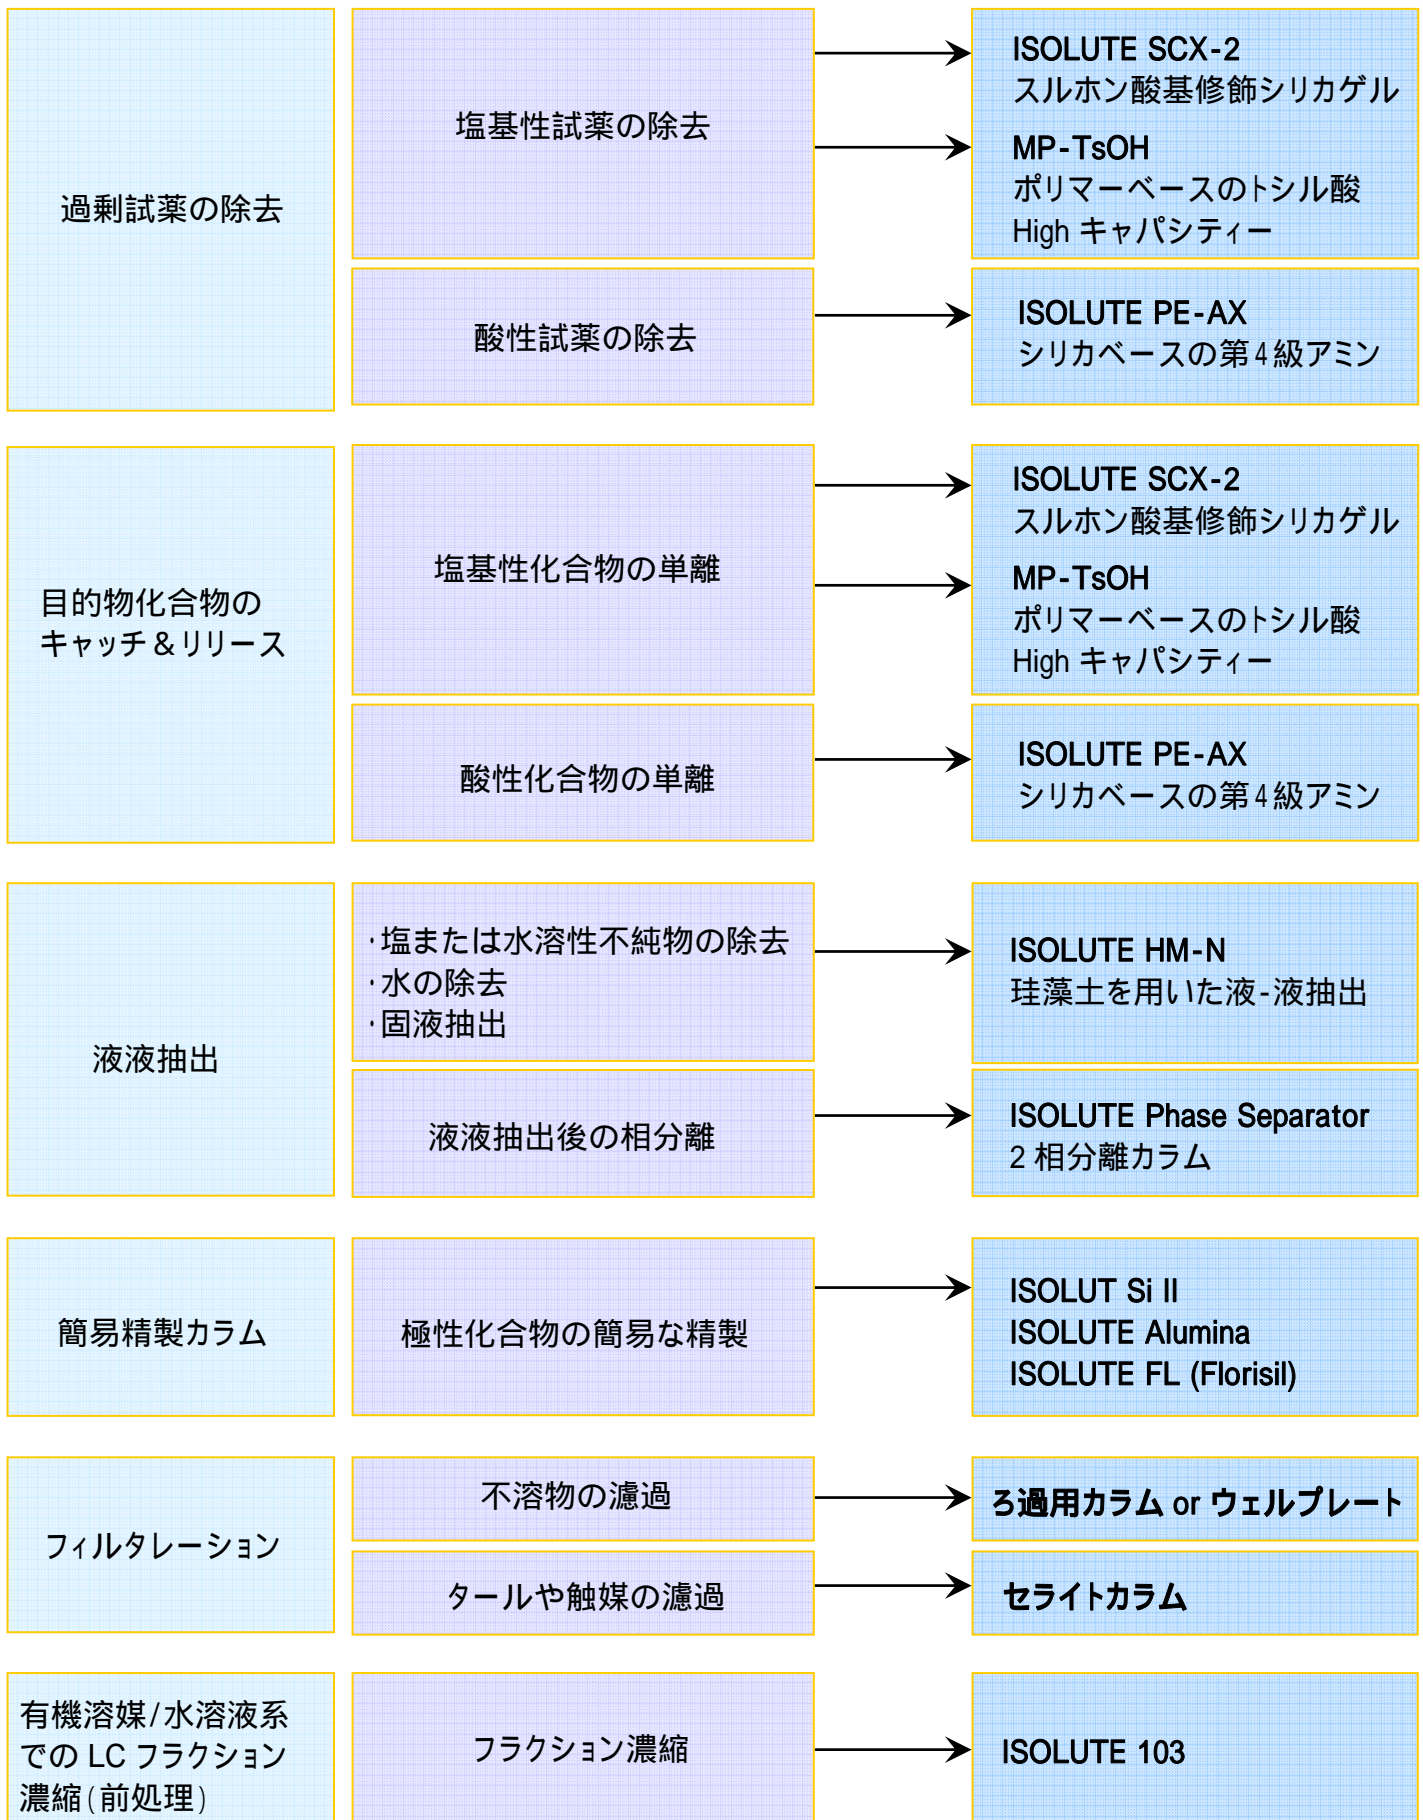 過剰試薬の除去
塩基性試薬の除去
ISOLUTE SCX-2
スルホン酸基修飾シリカゲル
MP-TsOH
ポリマーベースのトシル酸
High キャパシティー
酸性試薬の除去
ISOLUTE PE-AX
シリカベースの第4級アミン
目的物化合物の
キャッチ&リリース
塩基性化合物の単離
ISOLUTE SCX-2
スルホン酸基修飾シリカゲル
MP-TsOH
ポリマーベースのトシル酸
High キャパシティー
酸性化合物の単離
ISOLUTE PE-AX
シリカベースの第4級アミン
液液抽出
・塩または水溶性不純物の除去
・水の除去
・固液抽出
ISOLUTE HM-N
珪藻土を用いた液-液抽出
液液抽出後の相分離
ISOLUTE Phase Separator
2相分離カラム
簡易精製カラム
極性化合物の簡易な精製
ISOLUT Si II
ISOLUTE Alumina
ISOLUTE FL (Florisil)
フィルタレーション
不溶物の濾過
ろ過用カラム or ウェルプレート
タールや触媒の濾過
セライトカラム
有機溶媒/水溶液系
での LC フラクション
濃縮(前処理)
フラクション濃縮
ISOLUTE 103